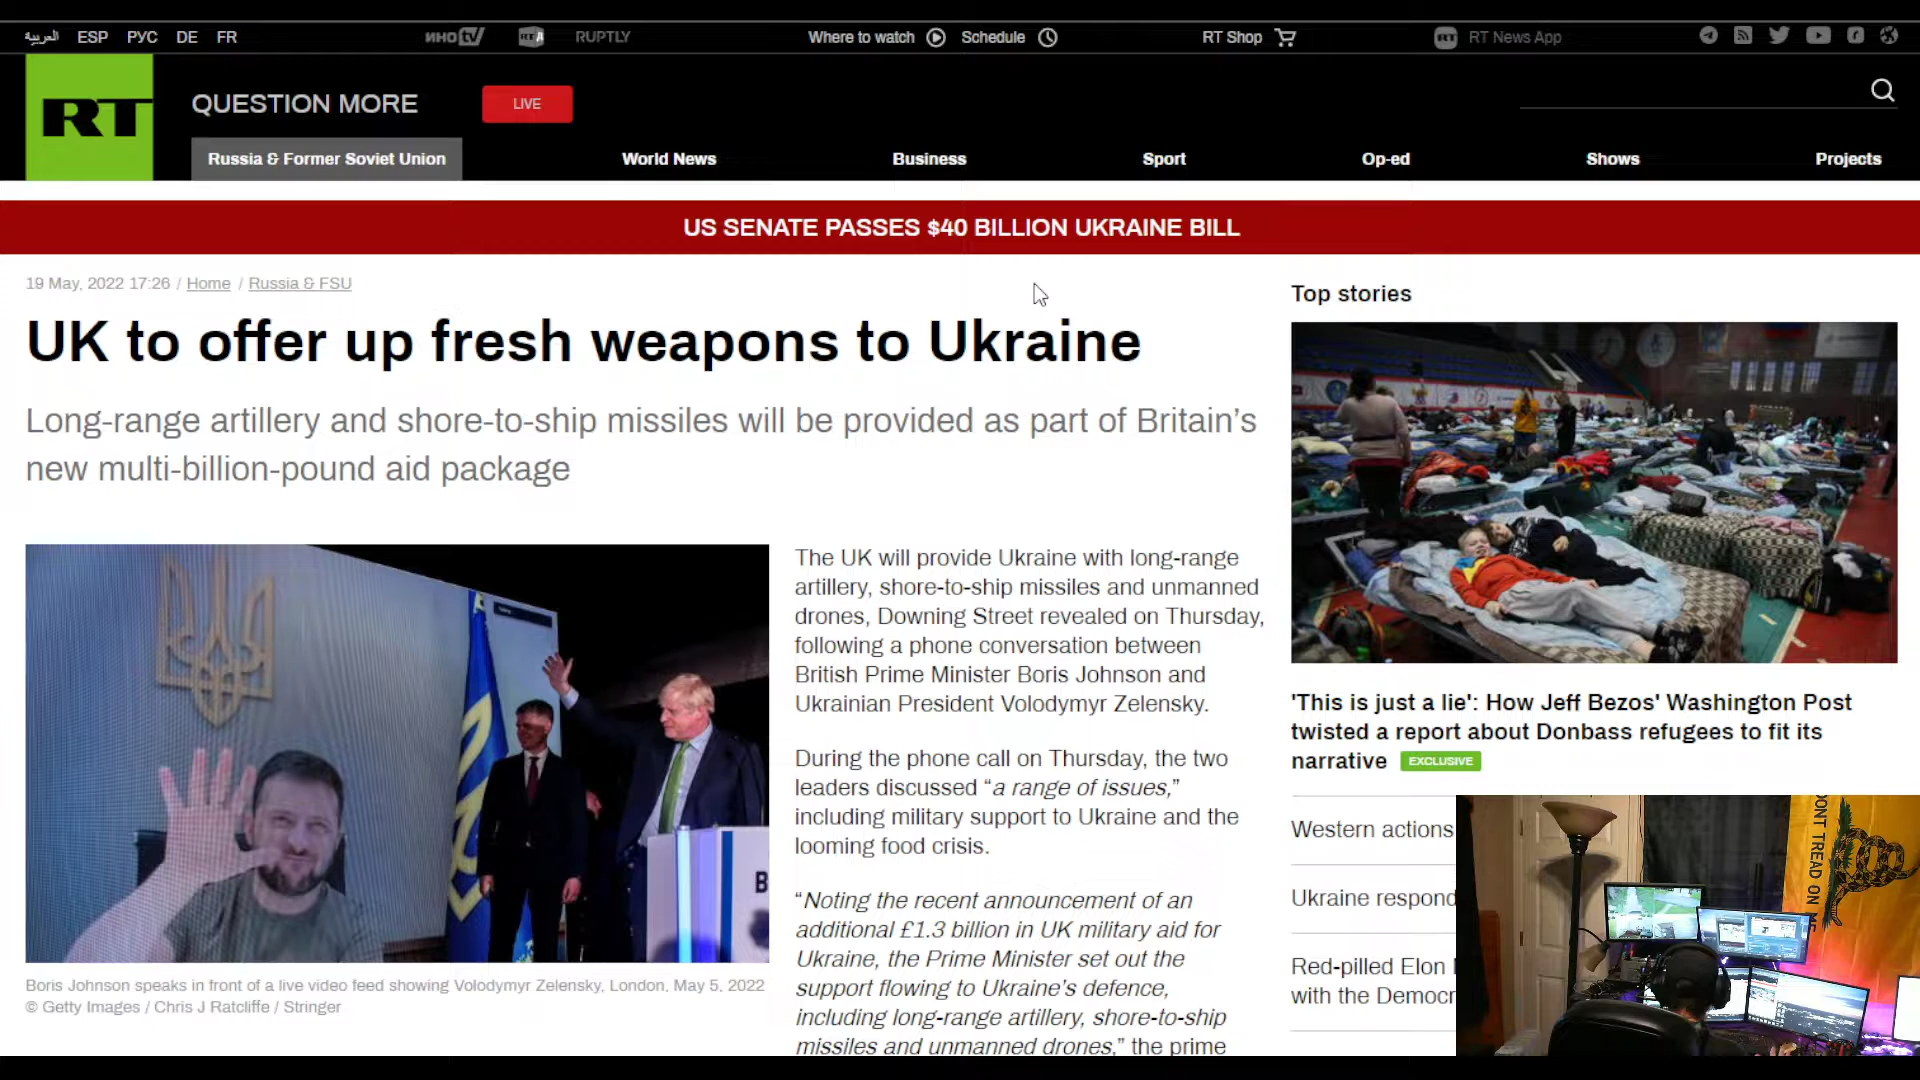 العربية ESP РУС DE FR ИНОTV RTД RUPTLY Where to watch Schedule RT Shop RT RT News App
RT QUESTION MORE LIVE
Russia & Former Soviet Union World News Business Sport Op-ed Shows Projects
US SENATE PASSES $40 BILLION UKRAINE BILL
19 May, 2022 17:26 / Home / Russia & FSU
UK to offer up fresh weapons to Ukraine
Long-range artillery and shore-to-ship missiles will be provided as part of Britain's
new multi-billion-pound aid package
B
Boris Johnson speaks in front of a live video feed showing Volodymyr Zelensky, London, May 5, 2022
© Getty Images / Chris J Ratcliffe / Stringer
The UK will provide Ukraine with long-range
artillery, shore-to-ship missiles and unmanned
drones, Downing Street revealed on Thursday,
following a phone conversation between
British Prime Minister Boris Johnson and
Ukrainian President Volodymyr Zelensky.
During the phone call on Thursday, the two
leaders discussed “a range of issues,”
including military support to Ukraine and the
looming food crisis.
“Noting the recent announcement of an
additional £1.3 billion in UK military aid for
Ukraine, the Prime Minister set out the
support flowing to Ukraine’s defence,
including long-range artillery, shore-to-ship
missiles and unmanned drones,” the prime
Top stories
'This is just a lie': How Jeff Bezos' Washington Post
twisted a report about Donbass refugees to fit its
narrative EXCLUSIVE
Western actions
Ukraine respond
Red-pilled Elon
with the Democr
DONT TREAD ON ME